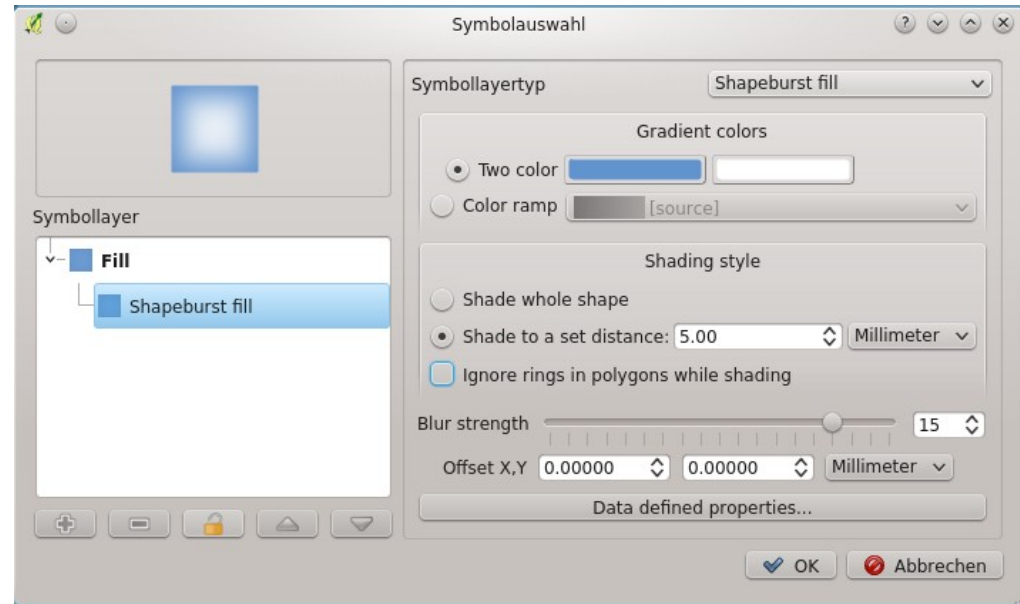 Symbolauswahl
Symbollayertyp Shapeburst fill
Gradient colors
Two color
Color ramp [source]
Symbollayer
Fill
Shapeburst fill
Shading style
Shade whole shape
Shade to a set distance: 5.00 Millimeter
Ignore rings in polygons while shading
Blur strength 15
Offset X,Y 0.00000 0.00000 Millimeter
Data defined properties...
OK Abbrechen